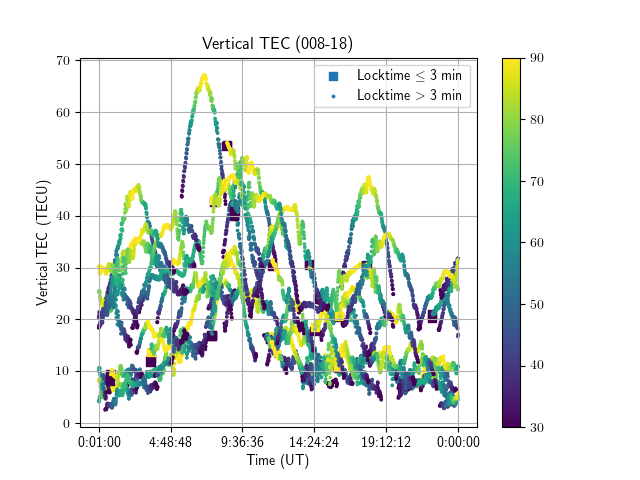 Vertical TEC (008-18)
Locktime ≤ 3 min
Locktime > 3 min
Vertical TEC (TECU)
70
60
50
40
30
20
10
0
0:01:00 4:48:48 9:36:36 14:24:24 19:12:12 0:00:00
Time (UT)
90
80
70
60
50
40
30